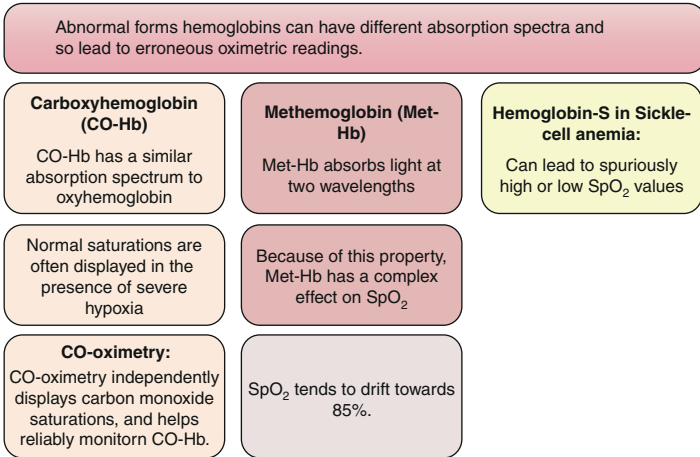 Abnormal forms hemoglobins can have different absorption spectra and
so lead to erroneous oximetric readings.
Carboxyhemoglobin
(CO-Hb)
CO-Hb has a similar
absorption spectrum to
oxyhemoglobin
Normal saturations are
often displayed in the
presence of severe
hypoxia
CO-oximetry:
CO-oximetry independently
displays carbon monoxide
saturations, and helps
reliably monitorn CO-Hb.
Methemoglobin (Met-
Hb)
Met-Hb absorbs light at
two wavelengths
Because of this property,
Met-Hb has a complex
effect on SpO₂
SpO₂ tends to drift towards
85%.
Hemoglobin-S in Sickle-
cell anemia:
Can lead to spuriously
high or low SpO₂ values